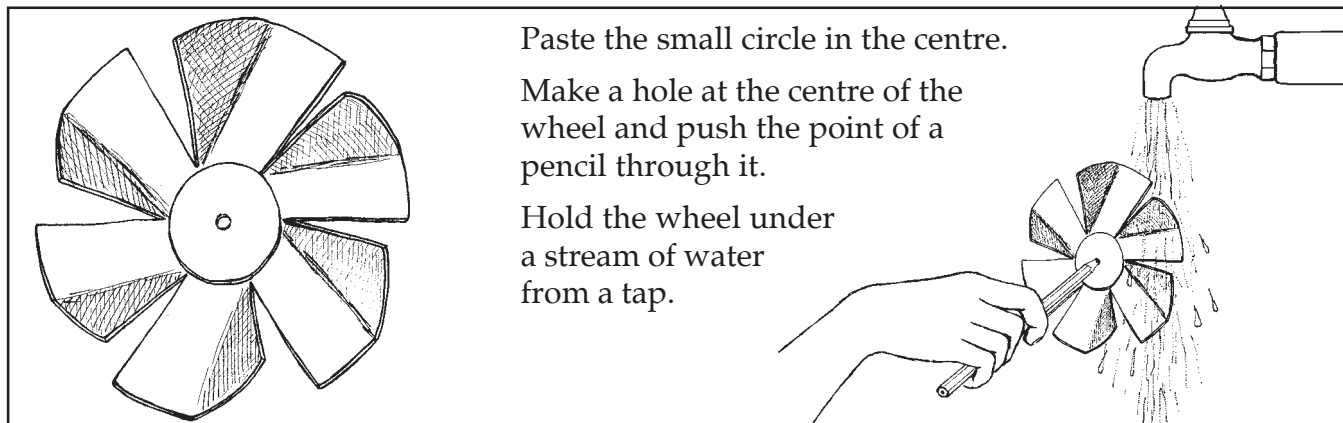 Paste the small circle in the centre.
Make a hole at the centre of the
wheel and push the point of a
pencil through it.
Hold the wheel under
a stream of water
from a tap.